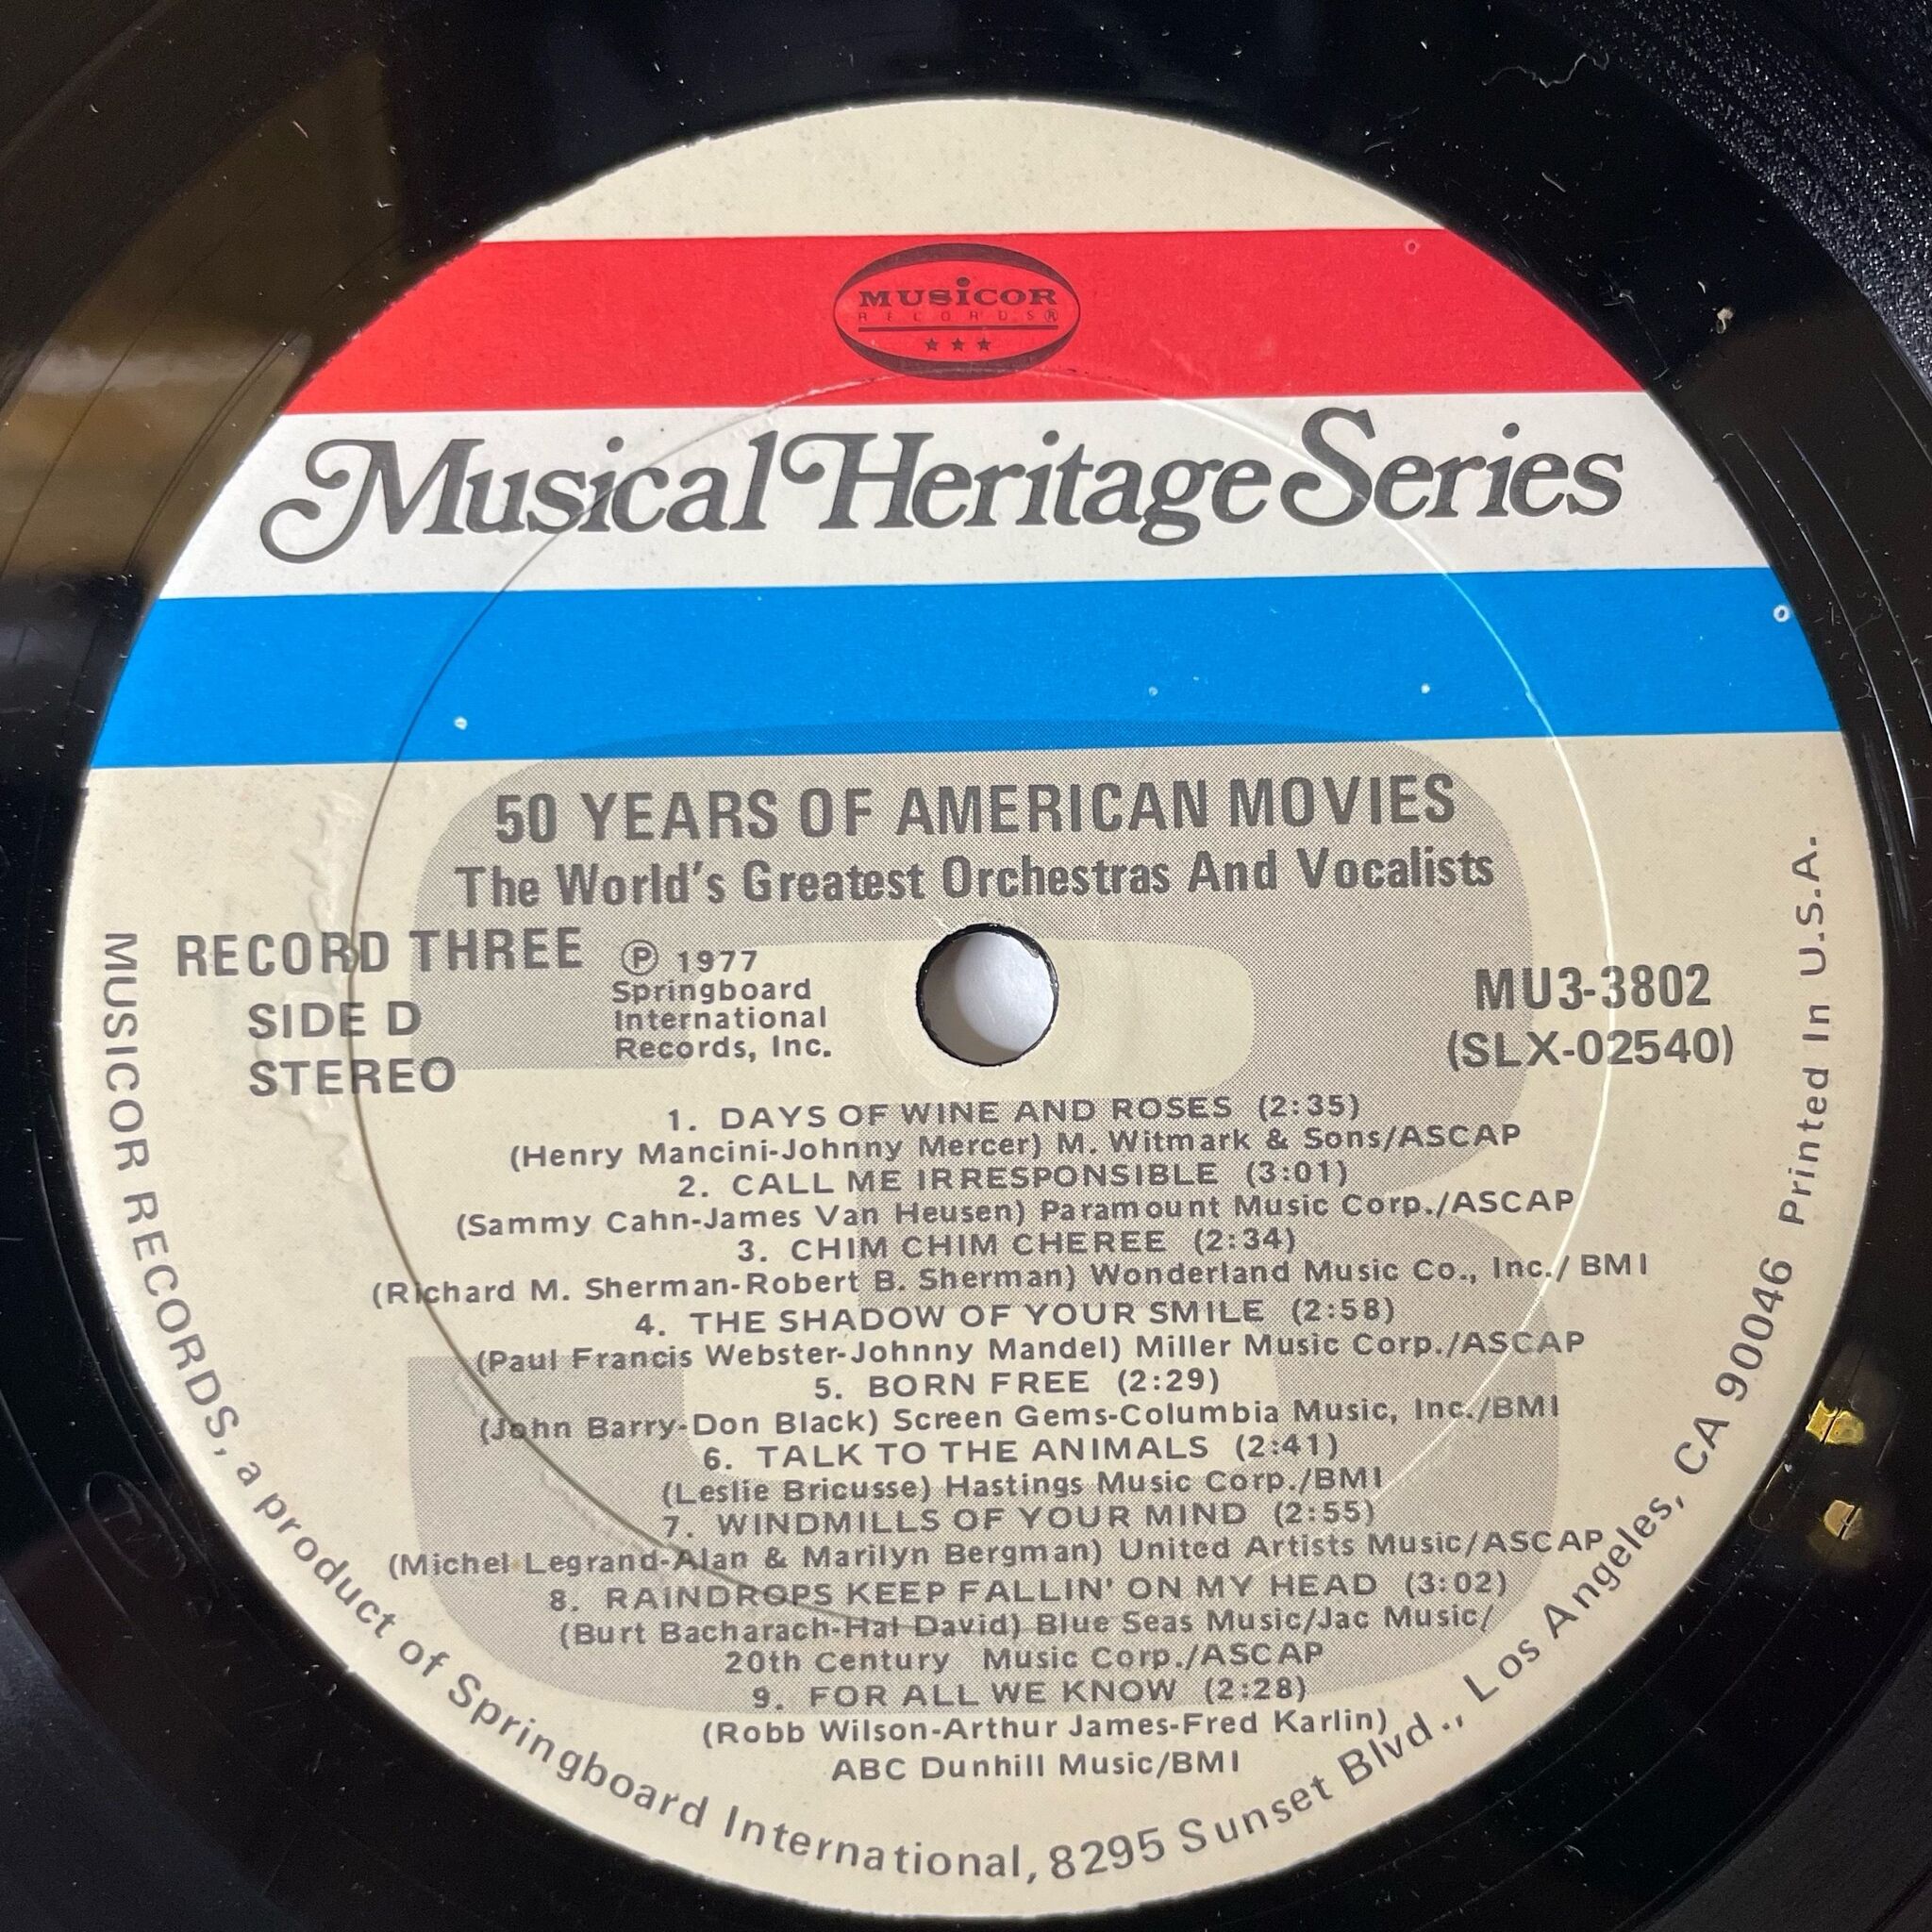 MUSICOR
RECORDS®
Musical Heritage Series
50 YEARS OF AMERICAN MOVIES
The World's Greatest Orchestras And Vocalists
RECORD THREE
SIDE D
STEREO
℗ 1977
Springboard
International
Records, Inc.
MU3-3802
(SLX-02540)
1. DAYS OF WINE AND ROSES (2:35)
(Henry Mancini-Johnny Mercer) M. Witmark & Sons/ASCAP
2. CALL ME IRRESPONSIBLE (3:01)
(Sammy Cahn-James Van Heusen) Paramount Music Corp./ASCAP
3. CHIM CHIM CHEREE (2:34)
(Richard M. Sherman-Robert B. Sherman) Wonderland Music Co., Inc./ BMI
4. THE SHADOW OF YOUR SMILE (2:58)
(Paul Francis Webster-Johnny Mandel) Miller Music Corp./ASCAP
5. BORN FREE (2:29)
(John Barry-Don Black) Screen Gems-Columbia Music, Inc./BMI
6. TALK TO THE ANIMALS (2:41)
(Leslie Bricusse) Hastings Music Corp./BMI
7. WINDMILLS OF YOUR MIND (2:55)
(Michel Legrand-Alan & Marilyn Bergman) United Artists Music/ASCAP
8. RAINDROPS KEEP FALLIN' ON MY HEAD (3:02)
(Burt Bacharach-Hal David) Blue Seas Music/Jac Music/
20th Century Music Corp./ASCAP
9. FOR ALL WE KNOW (2:28)
(Robb Wilson-Arthur James-Fred Karlin)
ABC Dunhill Music/BMI
3
MUSICOR RECORDS, a product of Springboard International, 8295 Sunset Blvd., Los Angeles, CA 90046 Printed In U.S.A.